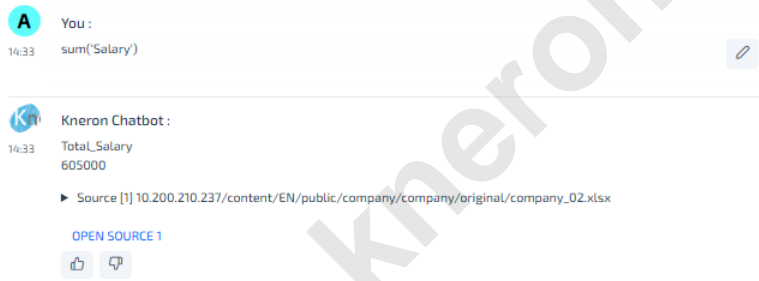 A
You :
14:33
sum('Salary')
Kn
Kneron Chatbot :
14:33
Total_Salary
605000
▶ Source [1] 10.200.210.237/content/EN/public/company/company/original/company_02.xlsx
OPEN SOURCE 1
kneron